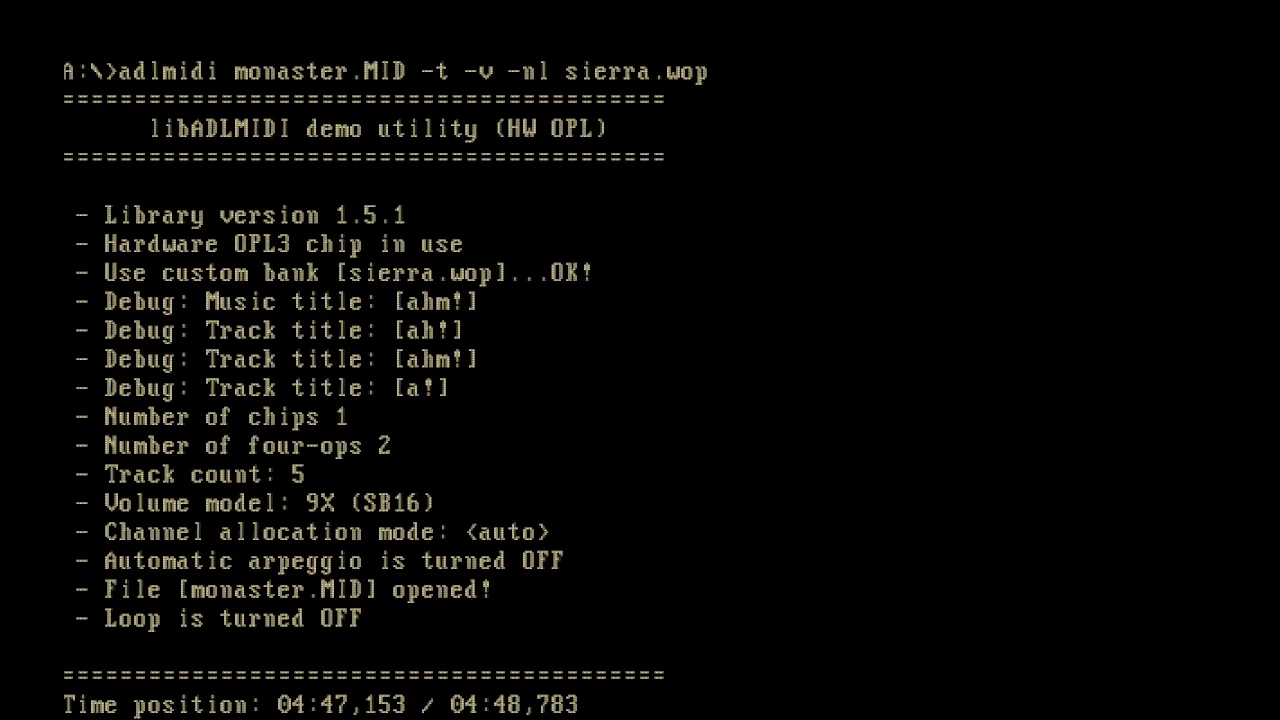 A:\>adlmidi monaster.MID -t -v -nl sierra.wop
==========================================
libADLMIDI demo utility (HW OPL)
==========================================
- Library version 1.5.1
- Hardware OPL3 chip in use
- Use custom bank [sierra.wop]...OK!
- Debug: Music title: [ahm!]
- Debug: Track title: [ah!]
- Debug: Track title: [ahm!]
- Debug: Track title: [a!]
- Number of chips 1
- Number of four-ops 2
- Track count: 5
- Volume model: 9X (SB16)
- Channel allocation mode: <auto>
- Automatic arpeggio is turned OFF
- File [monaster.MID] opened!
- Loop is turned OFF
==========================================
Time position: 04:47,153 / 04:48,783